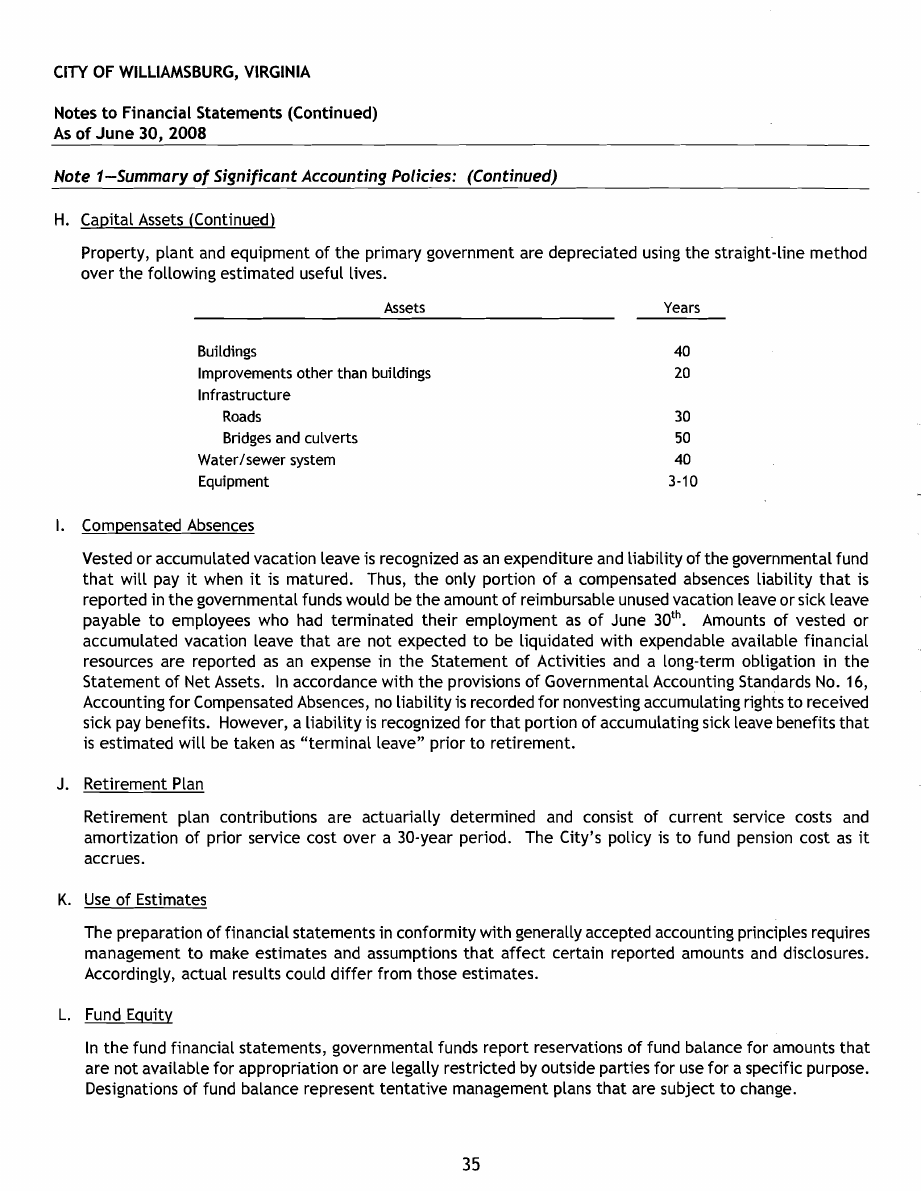 CITY OF WILLIAMSBURG, VIRGINIA
Notes to Financial Statements (Continued)
As of June 30, 2008
Note 1—Summary of Significant Accounting Policies: (Continued)
H. Capital Assets (Continued)
Property, plant and equipment of the primary government are depreciated using the straight-line method
over the following estimated useful lives.
Assets Years
Buildings 40
Improvements other than buildings 20
Infrastructure
Roads 30
Bridges and culverts 50
Water/sewer system 40
Equipment 3-10
I. Compensated Absences
Vested or accumulated vacation leave is recognized as an expenditure and liability of the governmental fund
that will pay it when it is matured. Thus, the only portion of a compensated absences liability that is
reported in the governmental funds would be the amount of reimbursable unused vacation leave or sick leave
payable to employees who had terminated their employment as of June 30th. Amounts of vested or
accumulated vacation leave that are not expected to be liquidated with expendable available financial
resources are reported as an expense in the Statement of Activities and a long-term obligation in the
Statement of Net Assets. In accordance with the provisions of Governmental Accounting Standards No. 16,
Accounting for Compensated Absences, no liability is recorded for nonvesting accumulating rights to received
sick pay benefits. However, a liability is recognized for that portion of accumulating sick leave benefits that
is estimated will be taken as “terminal leave” prior to retirement.
J. Retirement Plan
Retirement plan contributions are actuarially determined and consist of current service costs and
amortization of prior service cost over a 30-year period. The City’s policy is to fund pension cost as it
accrues.
K. Use of Estimates
The preparation of financial statements in conformity with generally accepted accounting principles requires
management to make estimates and assumptions that affect certain reported amounts and disclosures.
Accordingly, actual results could differ from those estimates.
L. Fund Equity
In the fund financial statements, governmental funds report reservations of fund balance for amounts that
are not available for appropriation or are legally restricted by outside parties for use for a specific purpose.
Designations of fund balance represent tentative management plans that are subject to change.
35